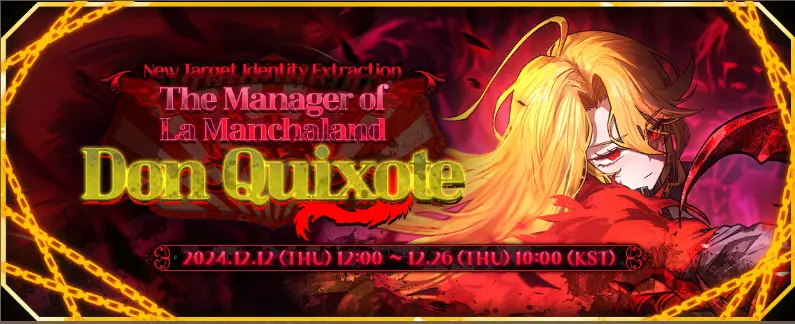 New Target Identity Extraction
The Manager of
La Manchaland
Don Quixote
2024.12.12 (THU) 12:00 ~ 12.26 (THU) 10:00 (KST)